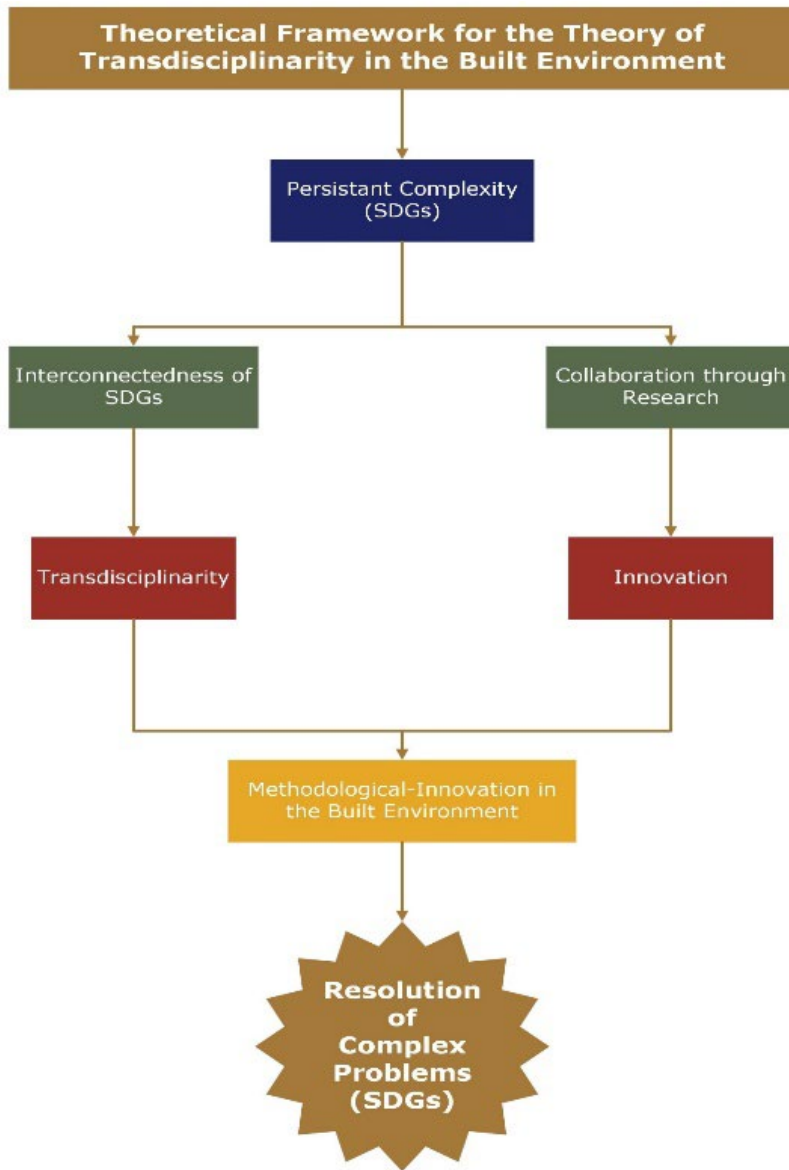 Theoretical Framework for the Theory of
Transdisciplinarity in the Built Environment
Persistant Complexity
(SDGs)
Interconnectedness of
SDGs
Collaboration through
Research
Transdisciplinarity
Innovation
Methodological-Innovation in
the Built Environment
Resolution
of
Complex
Problems
(SDGs)